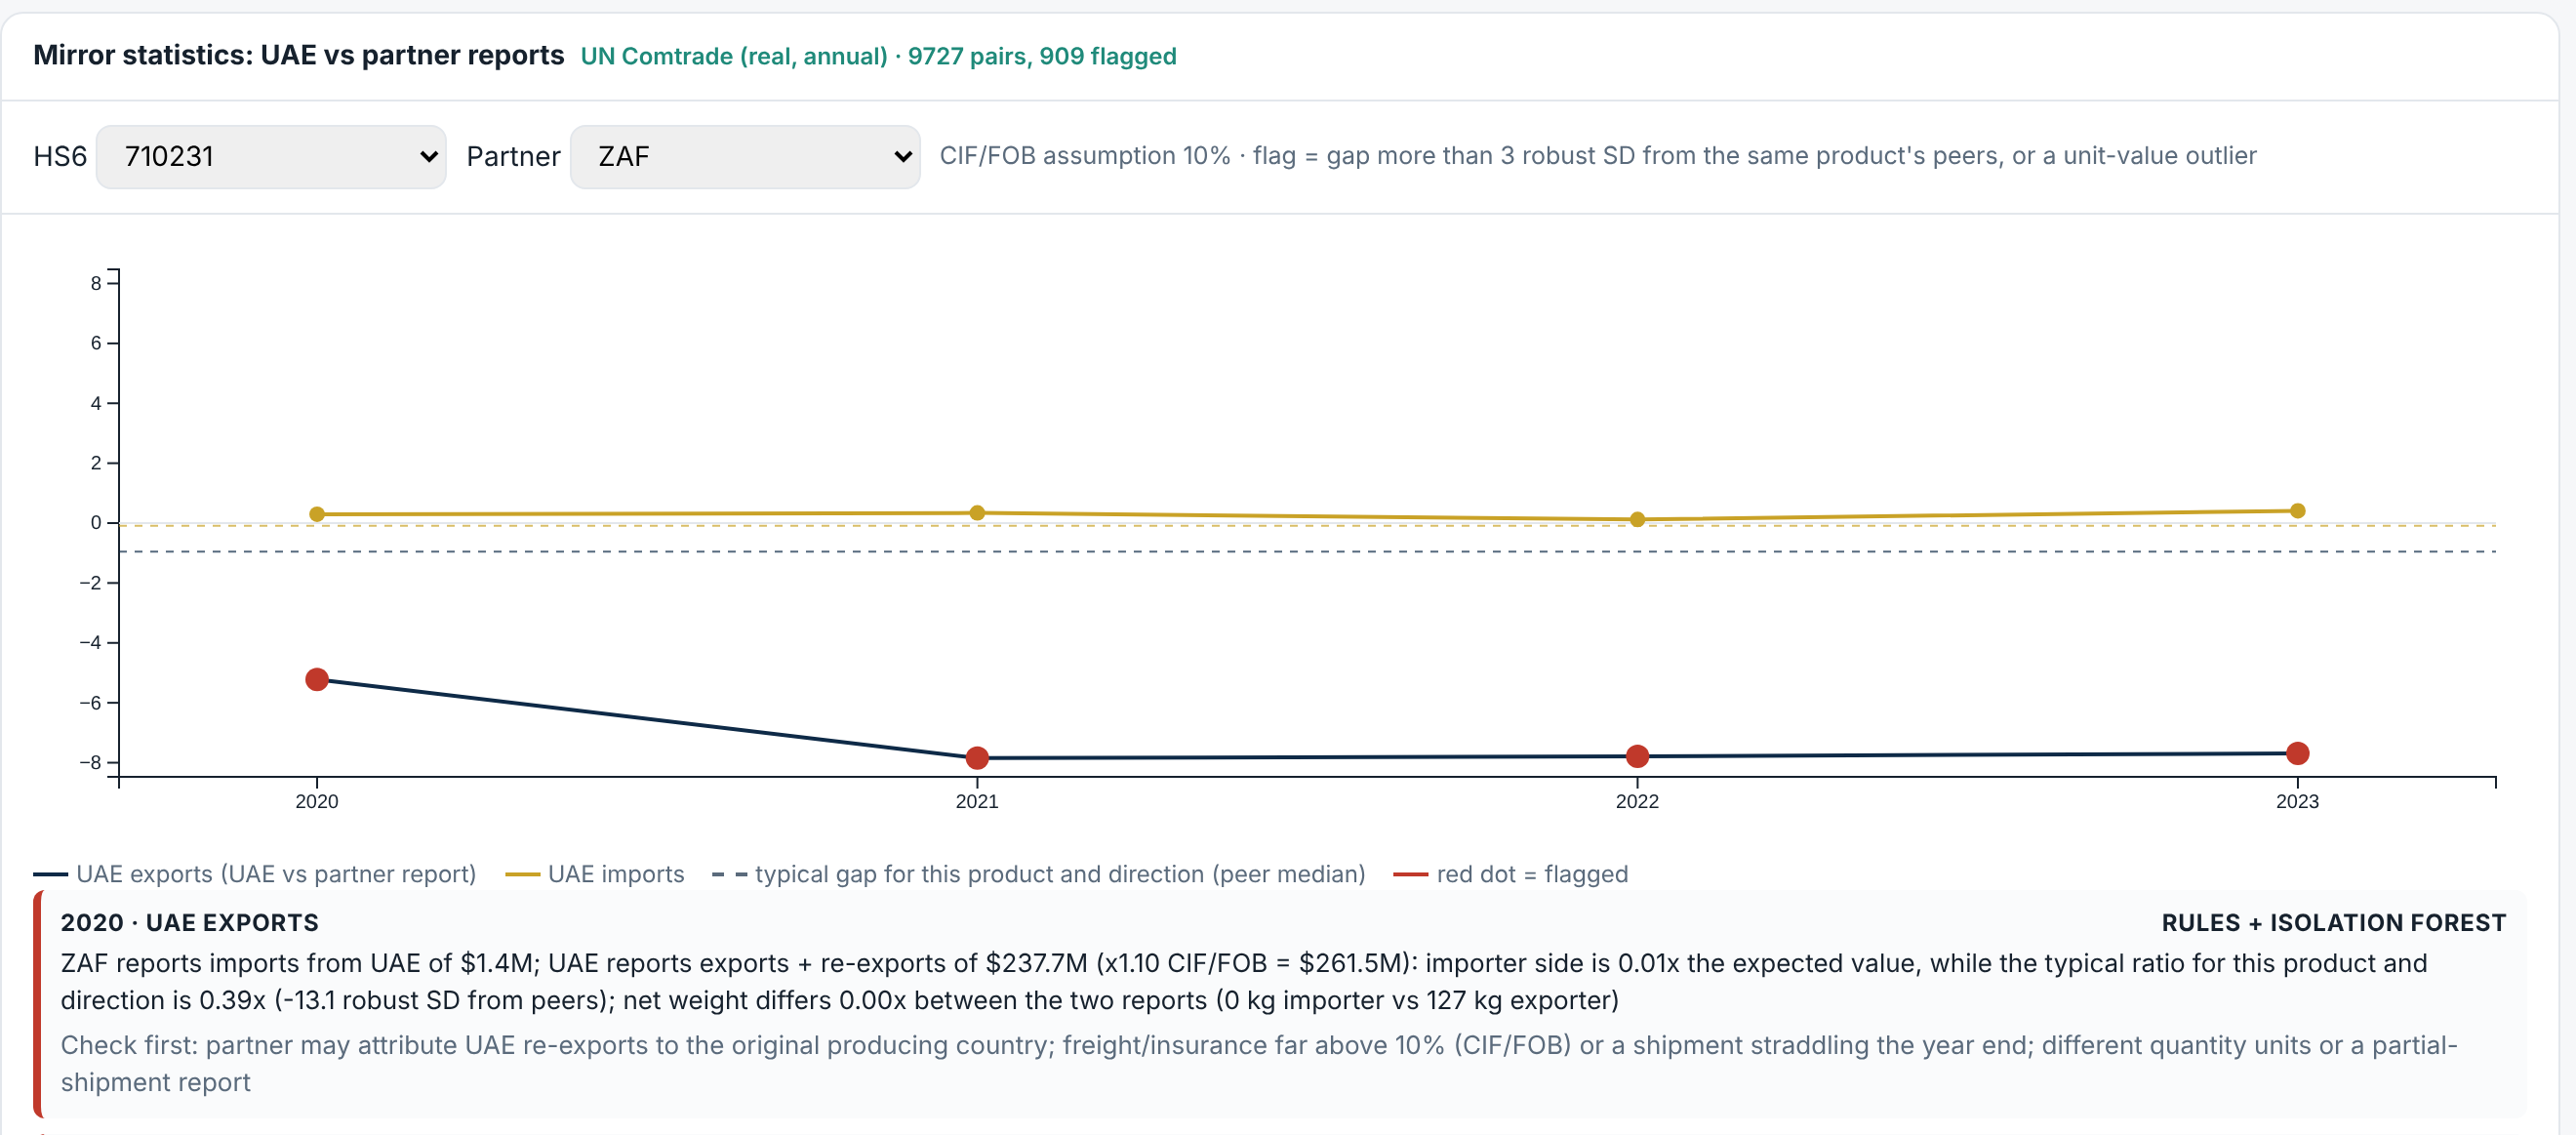 Mirror statistics: UAE vs partner reports UN Comtrade (real, annual) · 9727 pairs, 909 flagged
HS6 710231 Partner ZAF CIF/FOB assumption 10% · flag = gap more than 3 robust SD from the same product's peers, or a unit-value outlier
8
6
4
2
0
−2
−4
−6
−8
2020 2021 2022 2023
UAE exports (UAE vs partner report) UAE imports typical gap for this product and direction (peer median) red dot = flagged
2020 · UAE EXPORTS RULES + ISOLATION FOREST
ZAF reports imports from UAE of $1.4M; UAE reports exports + re-exports of $237.7M (x1.10 CIF/FOB = $261.5M): importer side is 0.01x the expected value, while the typical ratio for this product and
direction is 0.39x (-13.1 robust SD from peers); net weight differs 0.00x between the two reports (0 kg importer vs 127 kg exporter)
Check first: partner may attribute UAE re-exports to the original producing country; freight/insurance far above 10% (CIF/FOB) or a shipment straddling the year end; different quantity units or a partial-
shipment report